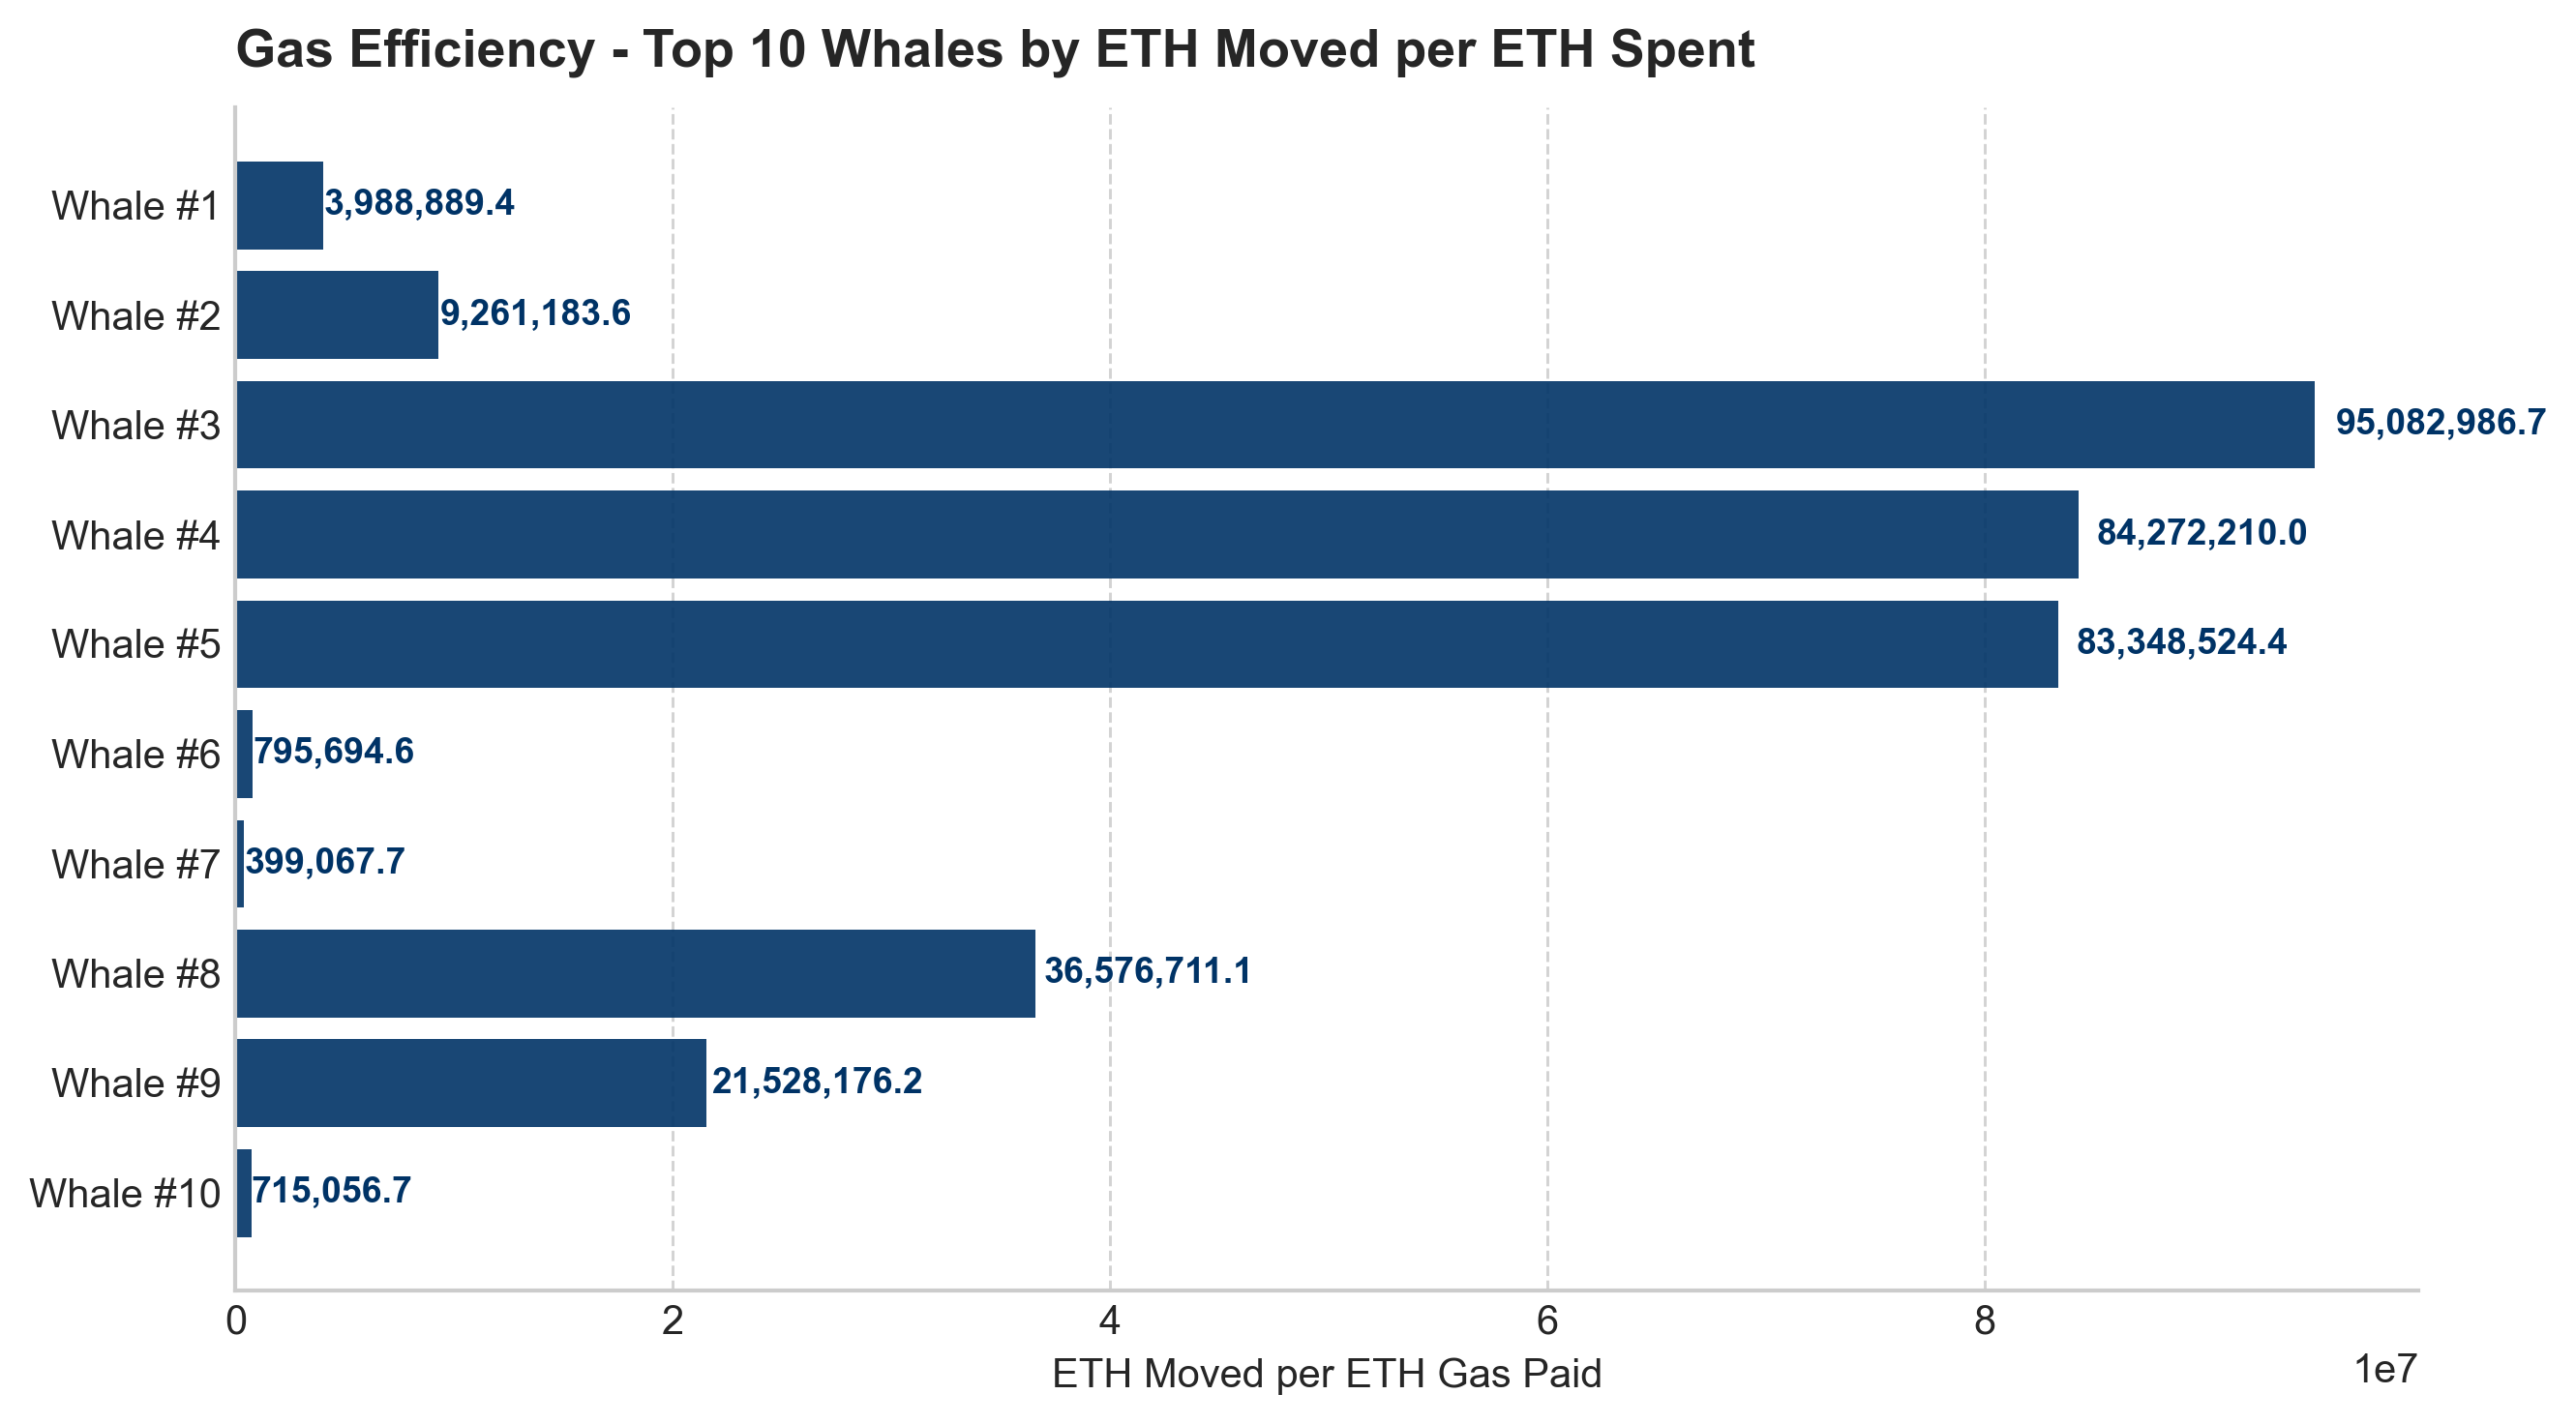 Gas Efficiency - Top 10 Whales by ETH Moved per ETH Spent
Whale #1 3,988,889.4
Whale #2 9,261,183.6
Whale #3 95,082,986.7
Whale #4 84,272,210.0
Whale #5 83,348,524.4
Whale #6 795,694.6
Whale #7 399,067.7
Whale #8 36,576,711.1
Whale #9 21,528,176.2
Whale #10 715,056.7
0 2 4 6 8
ETH Moved per ETH Gas Paid
1e7